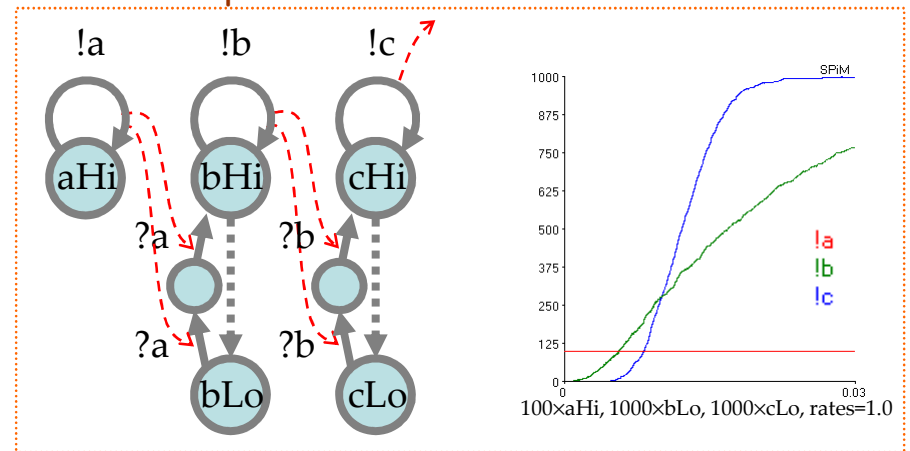 !a !b !c
aHi bHi cHi
?a ?b
?a ?b
bLo cLo
SPiM
1000
875
750
625
500
375
250
125
0
0 0.03
!a
!b
!c
100×aHi, 1000×bLo, 1000×cLo, rates=1.0